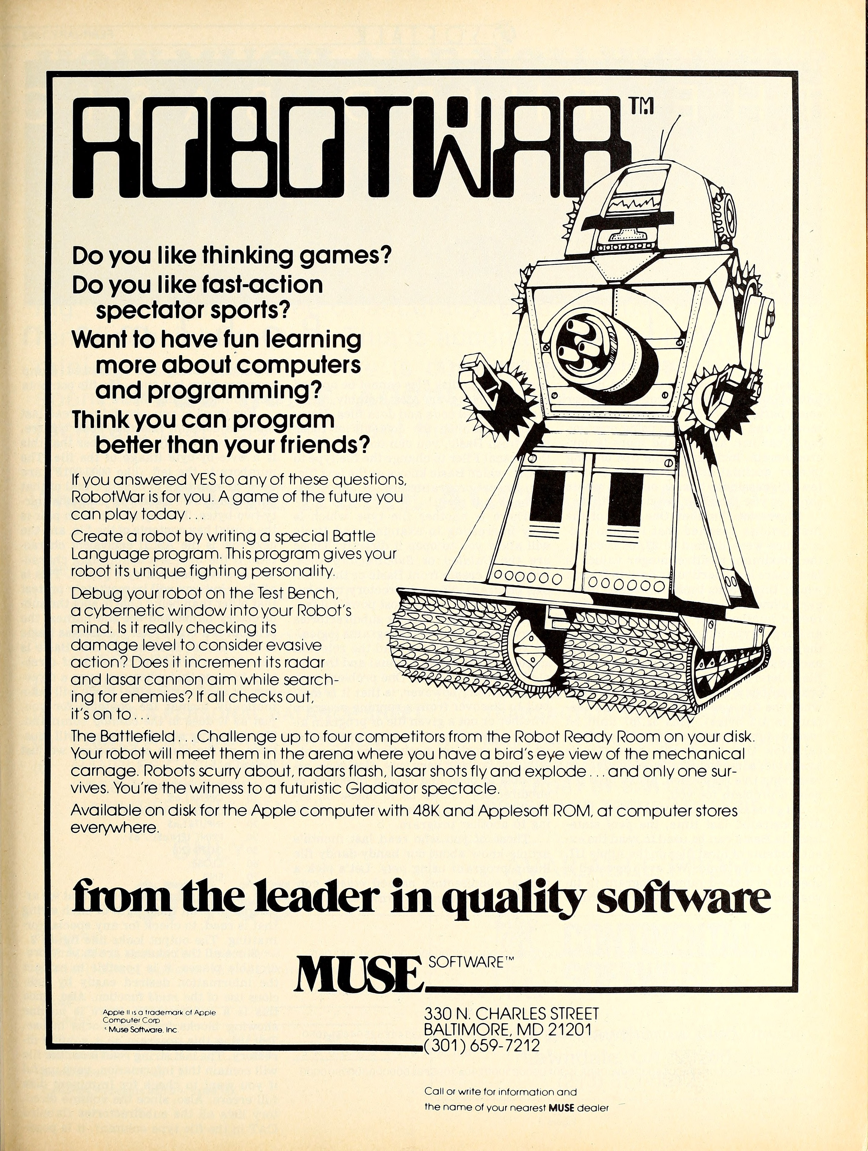 ROBOTWAR™
Do you like thinking games?
Do you like fast-action
spectator sports?
Want to have fun learning
more about computers
and programming?
Think you can program
better than your friends?
If you answered YES to any of these questions,
RobotWar is for you. A game of the future you
can play today...
Create a robot by writing a special Battle
Language program. This program gives your
robot its unique fighting personality.
Debug your robot on the Test Bench,
a cybernetic window into your Robot's
mind. Is it really checking its
damage level to consider evasive
action? Does it increment its radar
and lasar cannon aim while search-
ing for enemies? If all checks out,
it's on to...
The Battlefield...Challenge up to four competitors from the Robot Ready Room on your disk.
Your robot will meet them in the arena where you have a bird's eye view of the mechanical
carnage. Robots scurry about, radars flash, lasar shots fly and explode...and only one sur-
vives. You're the witness to a futuristic Gladiator spectacle.
Available on disk for the Apple computer with 48K and Applesoft ROM, at computer stores
everywhere.
from the leader in quality software
MUSE SOFTWARE™
330 N. CHARLES STREET
BALTIMORE, MD 21201
(301) 659-7212
Apple II is a trademark of Apple
Computer Corp
Muse Software, Inc
Call or write for information and
the name of your nearest MUSE dealer